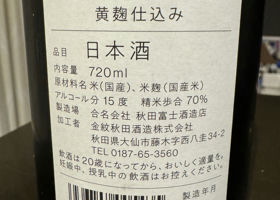 黄麹仕込み
品目 日本酒
内容量 720ml
原材料名 米(国産)、米麹(国産米)
アルコール分 15度 精米歩合 70%
製造場 合名会社 秋田富士酒造店
加工者 金紋秋田酒造株式会社
秋田県大仙市藤木字西八圭34-2
TEL 0187-65-3560
飲酒は20歳になってから、おいしく適量を。
妊娠中、授乳中の飲酒はお控えください。
製造年月